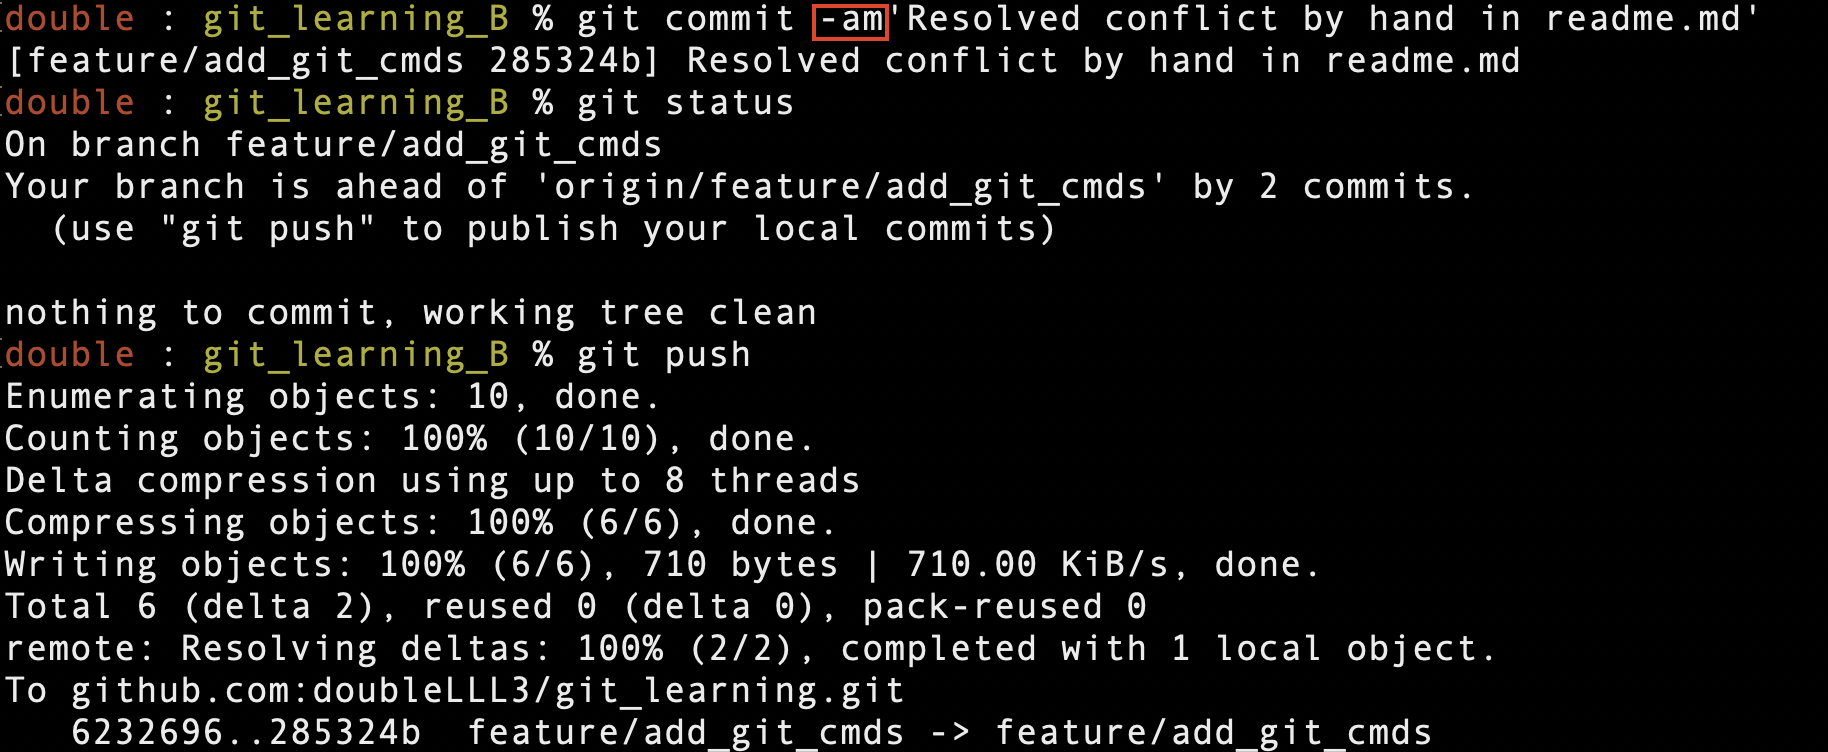 double : git_learning_B % git commit -am'Resolved conflict by hand in readme.md'
[feature/add_git_cmds 285324b] Resolved conflict by hand in readme.md
double : git_learning_B % git status
On branch feature/add_git_cmds
Your branch is ahead of 'origin/feature/add_git_cmds' by 2 commits.
  (use "git push" to publish your local commits)

nothing to commit, working tree clean
double : git_learning_B % git push
Enumerating objects: 10, done.
Counting objects: 100% (10/10), done.
Delta compression using up to 8 threads
Compressing objects: 100% (6/6), done.
Writing objects: 100% (6/6), 710 bytes | 710.00 KiB/s, done.
Total 6 (delta 2), reused 0 (delta 0), pack-reused 0
remote: Resolving deltas: 100% (2/2), completed with 1 local object.
To github.com:doubleLLL3/git_learning.git
   6232696..285324b  feature/add_git_cmds -> feature/add_git_cmds